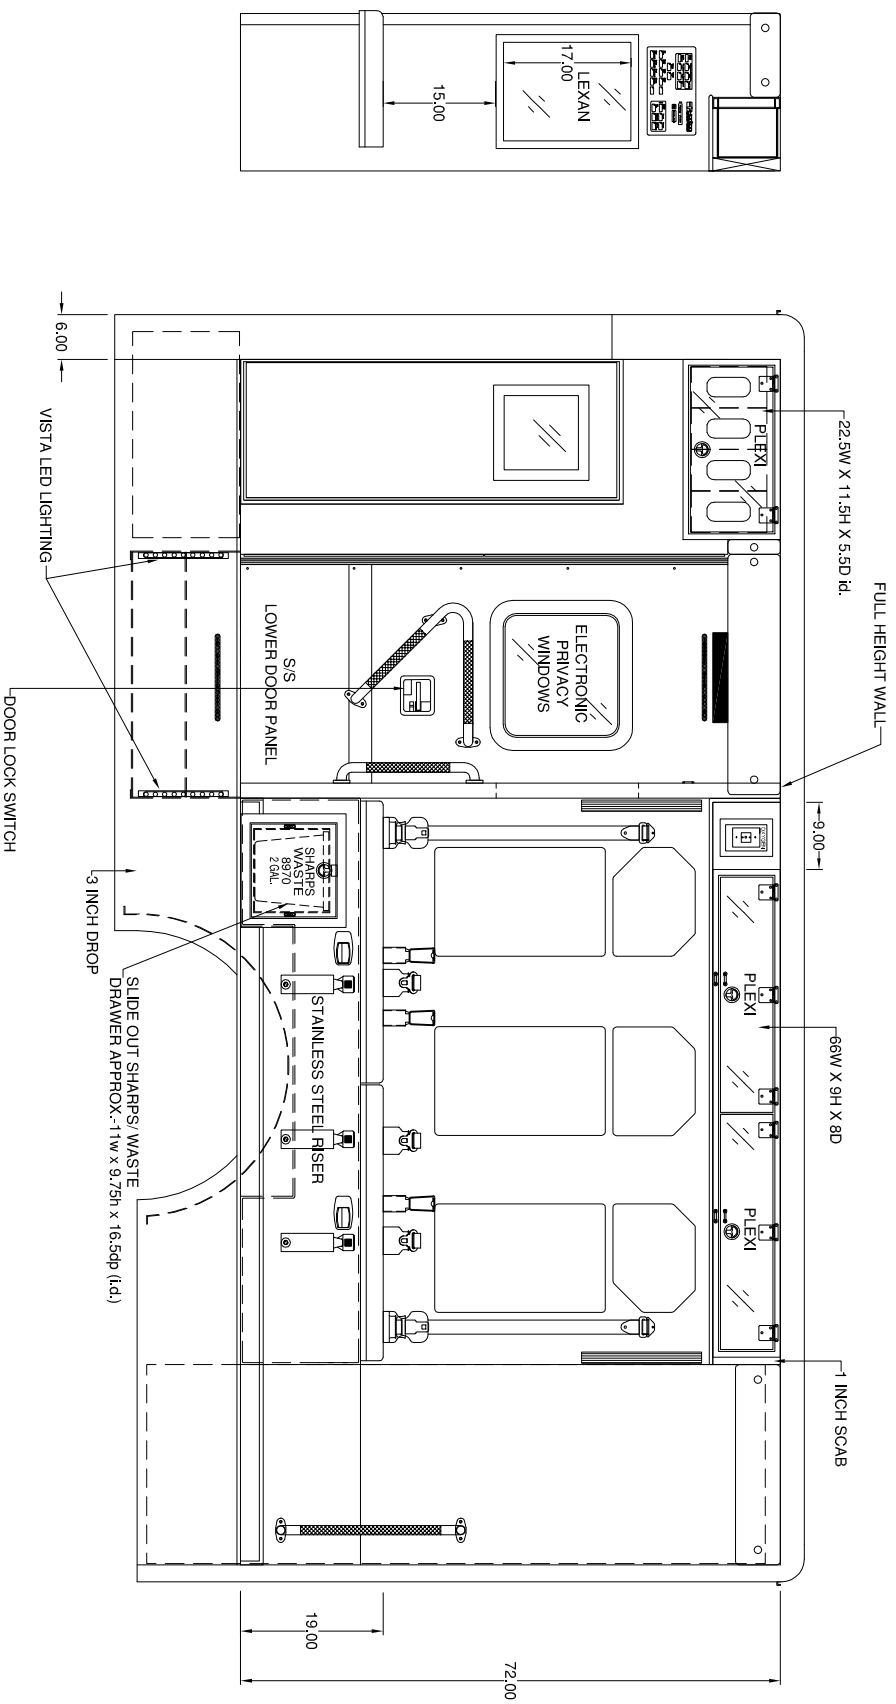 LEXAN
17.00
15.00
FULL HEIGHT WALL
22.5W X 11.5H X 5.5D id.
9.00
66W X 9H X 8D
1 INCH SCAB
PLEXI
OXYGEN
PLEXI
PLEXI
ELECTRONIC
PRIVACY
WINDOWS
S/S
LOWER DOOR PANEL
SHARPS
WASTE
8970
2 GAL.
STAINLESS STEEL RISER
19.00
72.00
6.00
VISTA LED LIGHTING
DOOR LOCK SWITCH
3 INCH DROP
SLIDE OUT SHARPS/ WASTE
DRAWER APPROX.-11w x 9.75h x 16.5dp (i.d.)